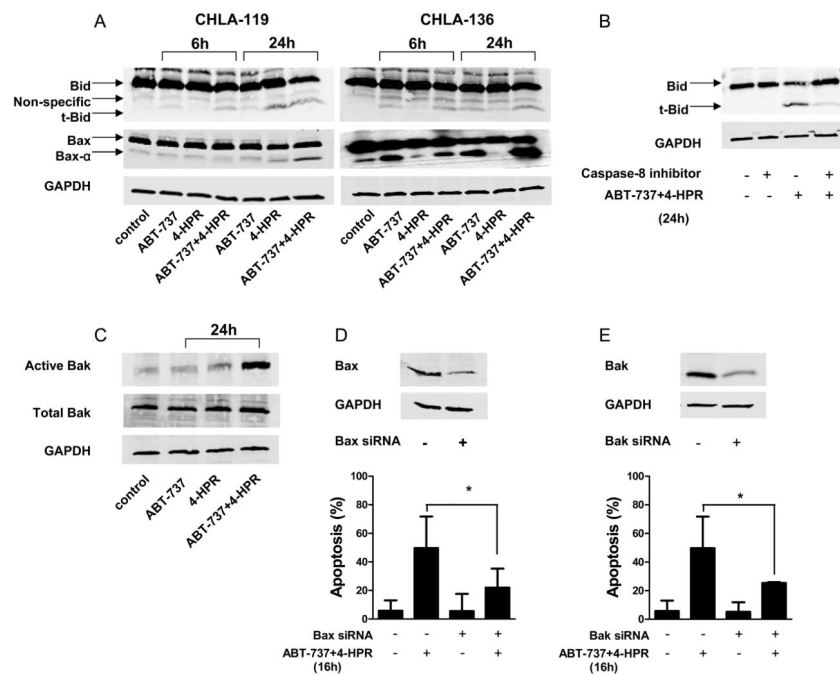 A
CHLA-119
CHLA-136
6h
24h
6h
24h
Bid
Non-specific
t-Bid
Bax
Bax-α
GAPDH
control
ABT-737
4-HPR
ABT-737+4-HPR
ABT-737
4-HPR
ABT-737+4-HPR
control
ABT-737
4-HPR
ABT-737+4-HPR
ABT-737
4-HPR
ABT-737+4-HPR
B
Bid
t-Bid
GAPDH
Caspase-8 inhibitor - + - +
ABT-737+4-HPR - - + +
(24h)
C
24h
Active Bak
Total Bak
GAPDH
control
ABT-737
4-HPR
ABT-737+4-HPR
D
Bax
GAPDH
Bax siRNA - +
100
80
60
40
20
0
Apoptosis (%)
*
Bax siRNA - - + +
ABT-737+4-HPR - + - +
(16h)
E
Bak
GAPDH
Bak siRNA - +
100
80
60
40
20
0
Apoptosis (%)
*
Bak siRNA - - + +
ABT-737+4-HPR - + - +
(16h)